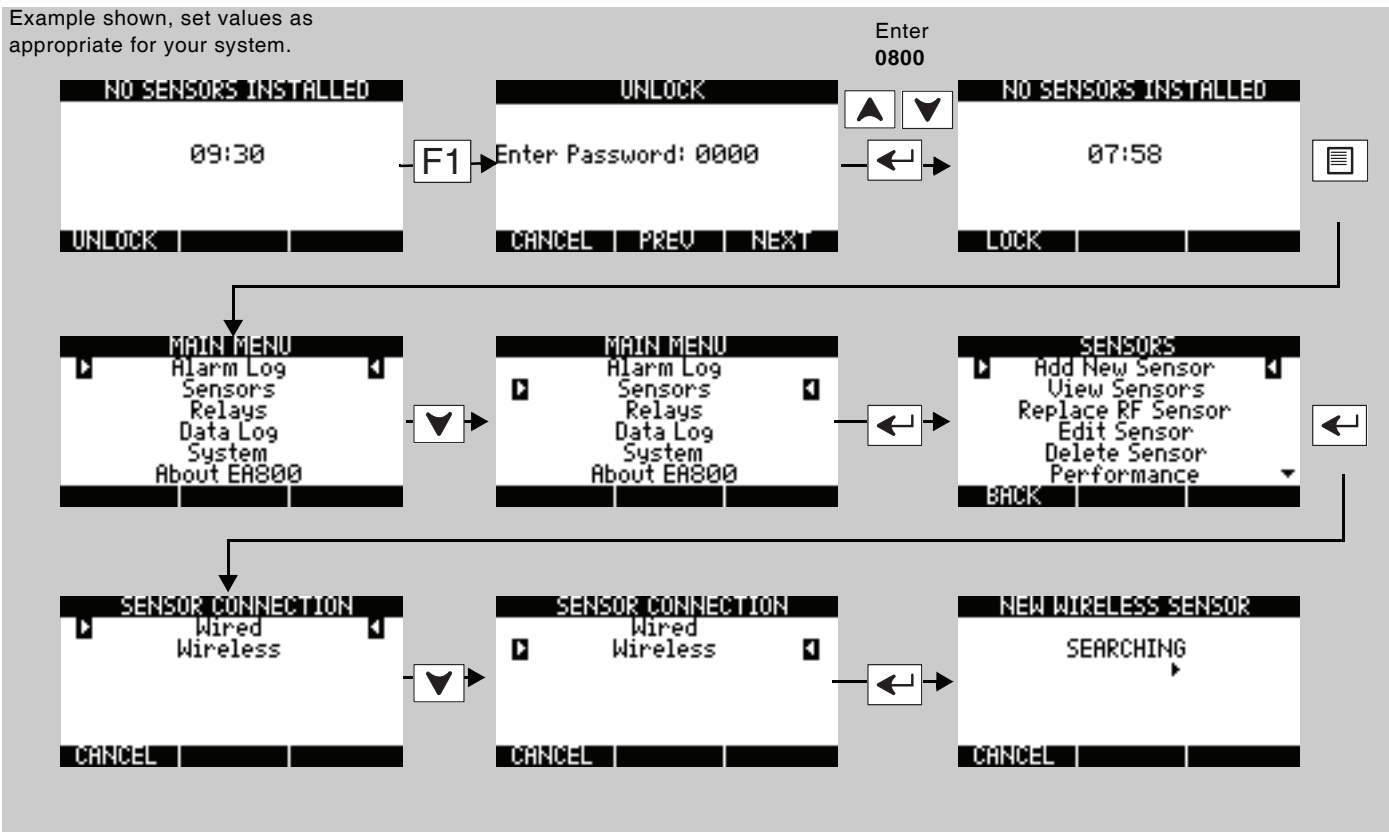 Example shown, set values as
appropriate for your system.
Enter
0800
NO SENSORS INSTALLED
09:30
UNLOCK
F1
UNLOCK
Enter Password: 0000
CANCEL PREV NEXT
NO SENSORS INSTALLED
07:58
LOCK
MAIN MENU
Alarm Log
Sensors
Relays
Data Log
System
About EA800
MAIN MENU
Alarm Log
Sensors
Relays
Data Log
System
About EA800
SENSORS
Add New Sensor
View Sensors
Replace RF Sensor
Edit Sensor
Delete Sensor
Performance
BACK
SENSOR CONNECTION
Wired
Wireless
CANCEL
SENSOR CONNECTION
Wired
Wireless
CANCEL
NEW WIRELESS SENSOR
SEARCHING
CANCEL